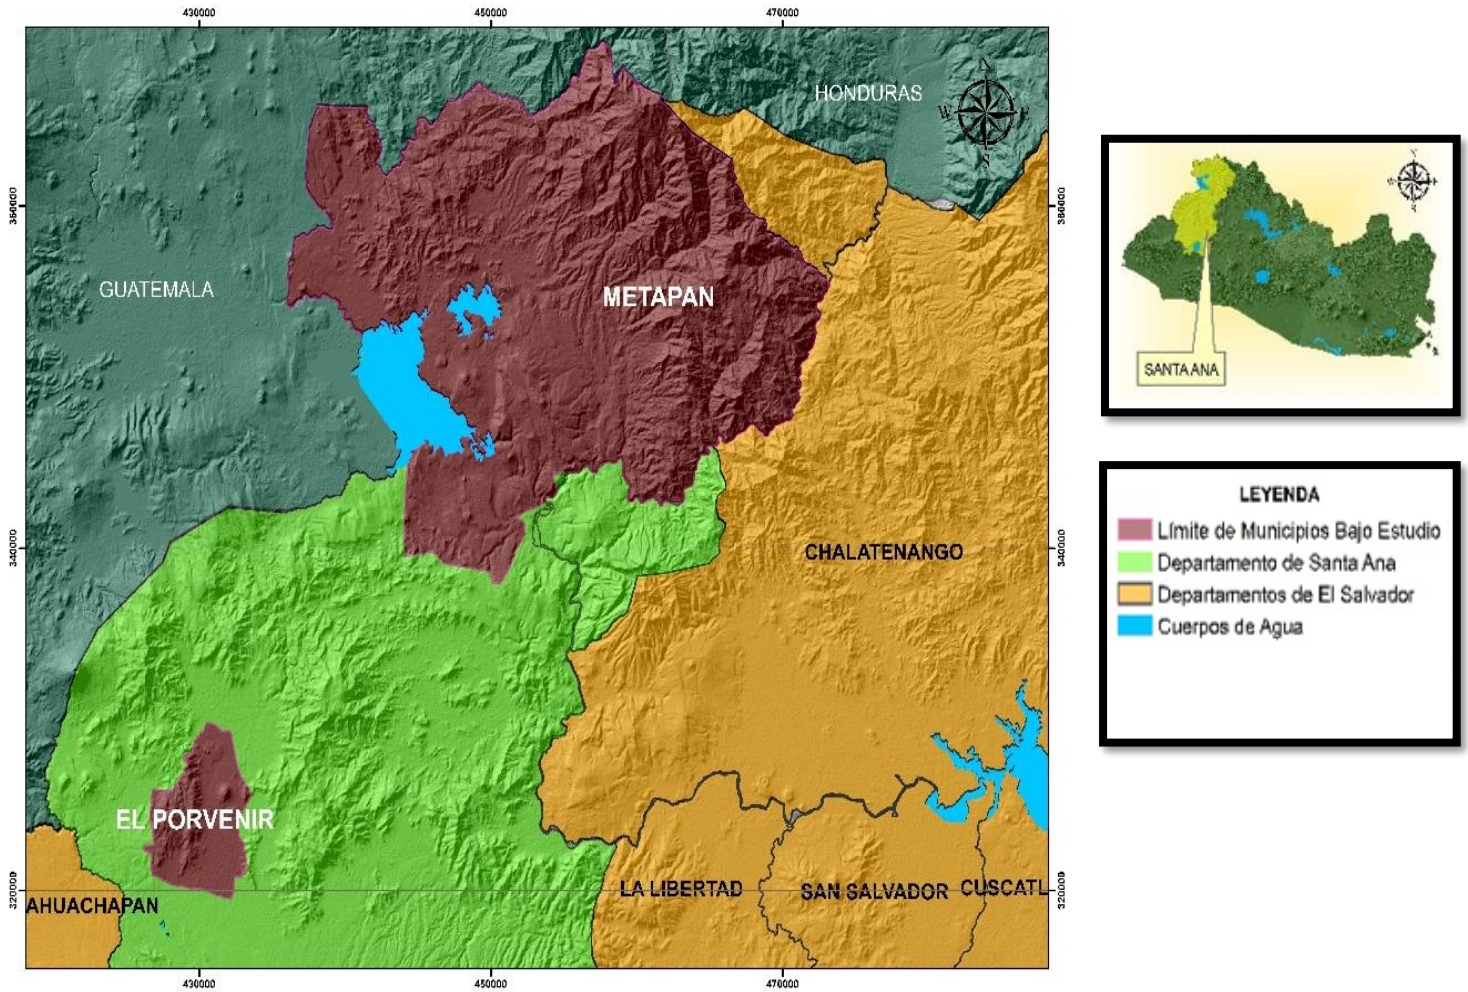 430000
450000
470000
HONDURAS
N
W
E
S
360000
360000
GUATEMALA
METAPAN
340000
340000
CHALATENANGO
EL PORVENIR
320000
320000
AHUACHAPAN
LA LIBERTAD
SAN SALVADOR
CUSCATL
430000
450000
470000
SANTA ANA
LEYENDA
Límite de Municipios Bajo Estudio
Departamento de Santa Ana
Departamentos de El Salvador
Cuerpos de Agua